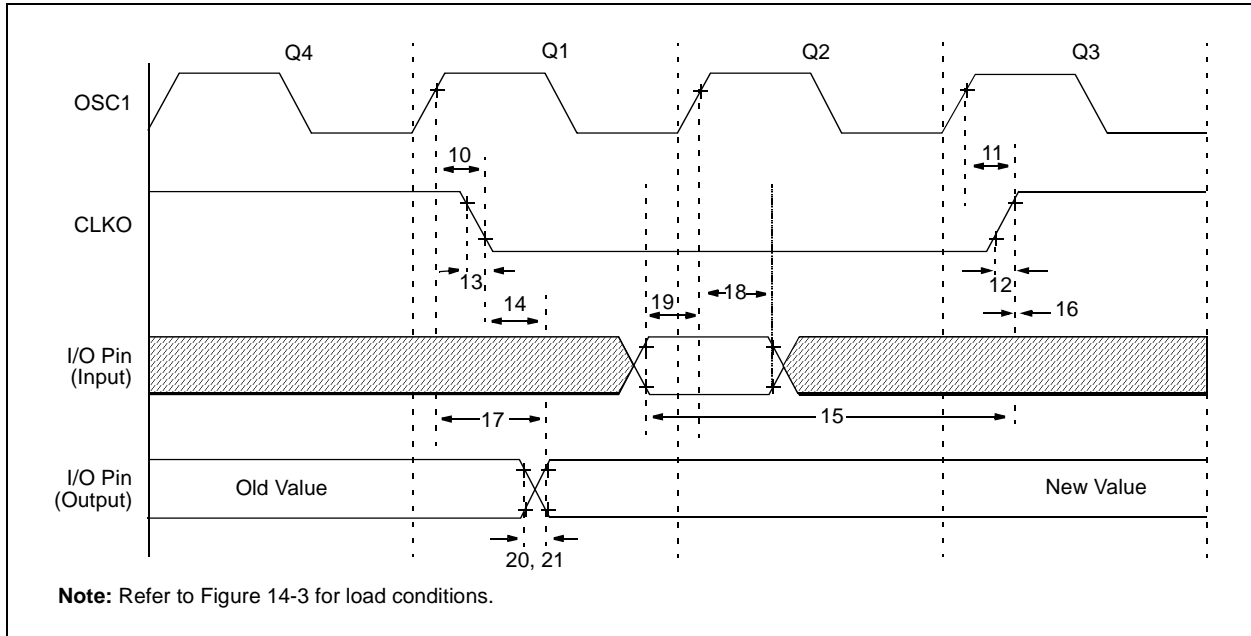 Q4 Q1 Q2 Q3
OSC1
10 11
CLKO
13 12
14 19 18 16
I/O Pin
(Input)
17 15
I/O Pin
(Output)
Old Value New Value
20, 21
Note: Refer to Figure 14-3 for load conditions.